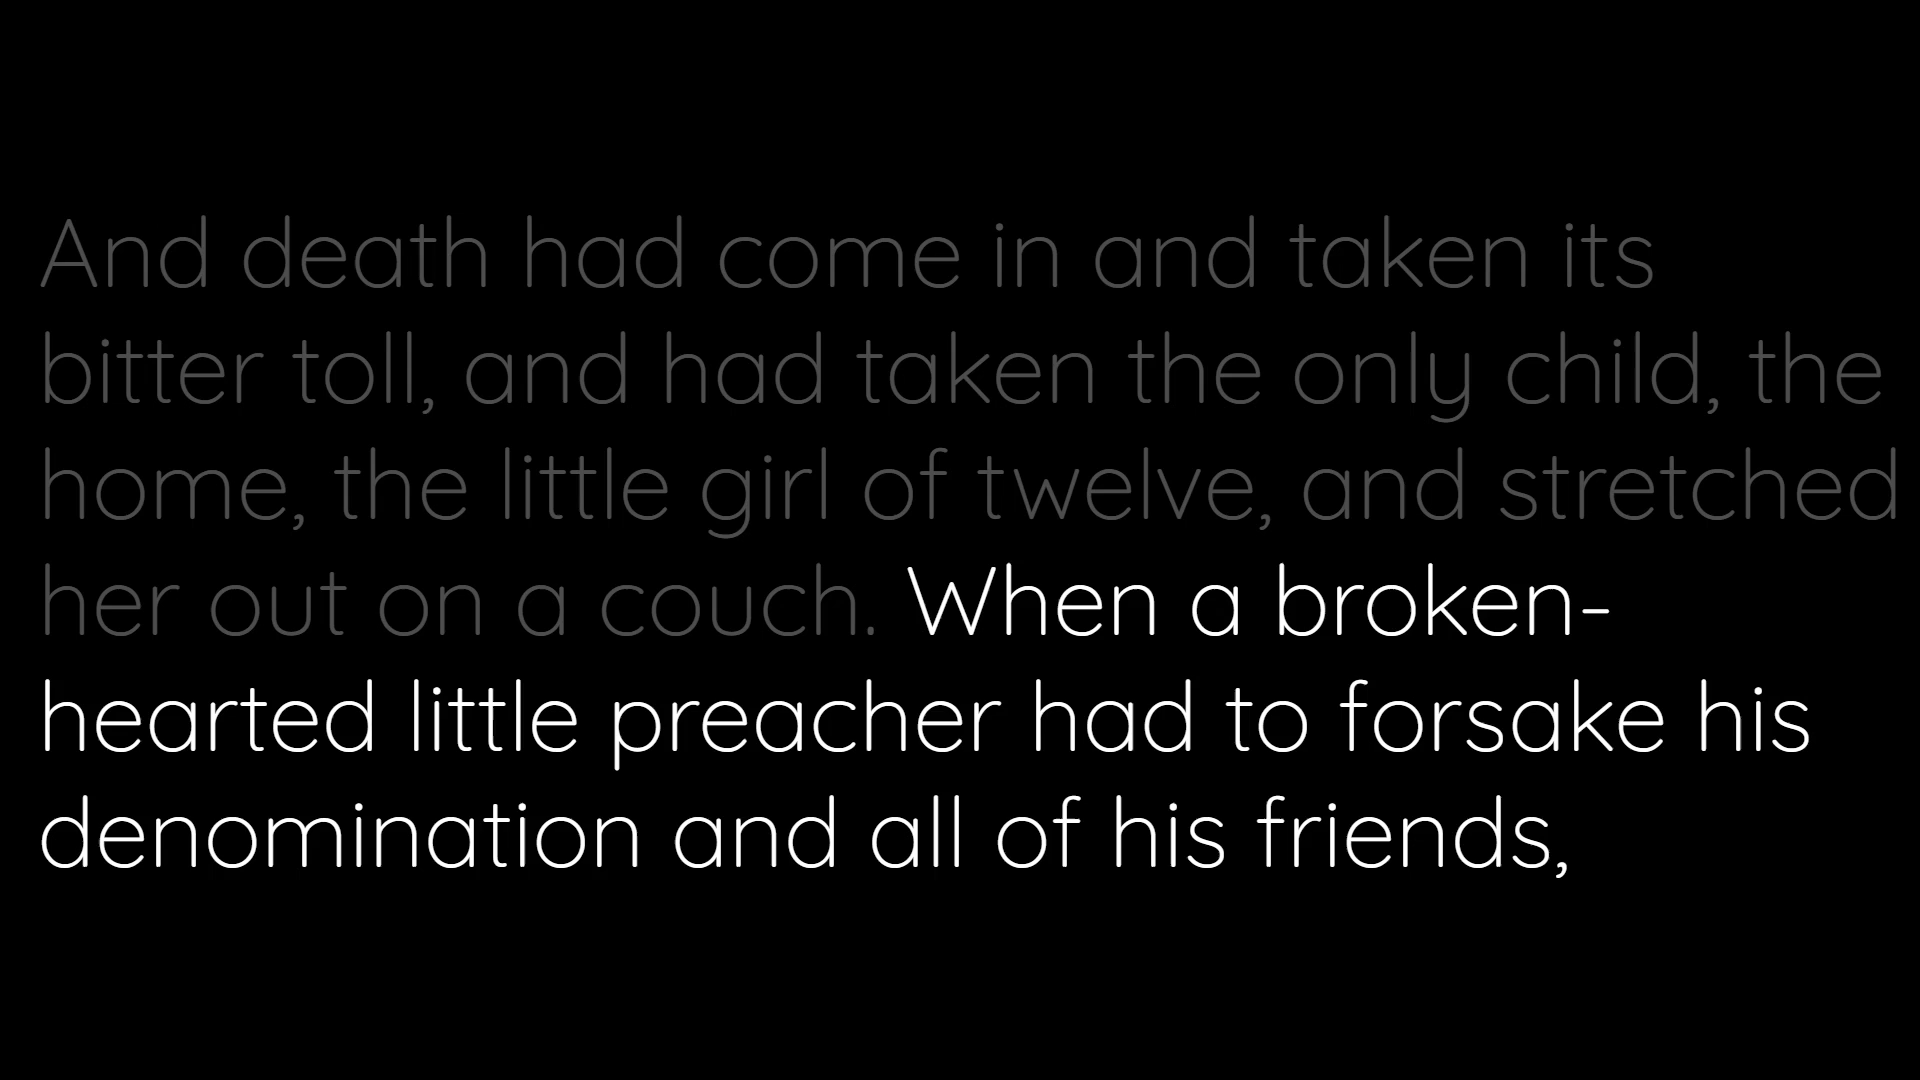 And death had come in and taken its
bitter toll, and had taken the only child, the
home, the little girl of twelve, and stretched
her out on a couch. When a broken-
hearted little preacher had to forsake his
denomination and all of his friends,